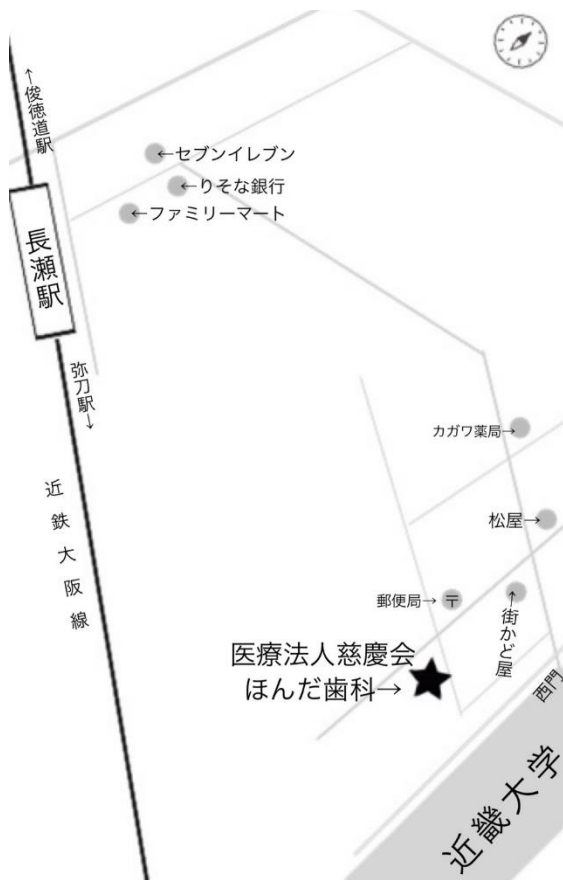 ←俊徳道駅
←セブンイレブン
←りそな銀行
←ファミリーマート
長瀬駅
弥刀駅→
近鉄大阪線
カガワ薬局→
松屋→
郵便局→〒
←街かど屋
医療法人慈慶会
ほんだ歯科→
西門
近畿大学